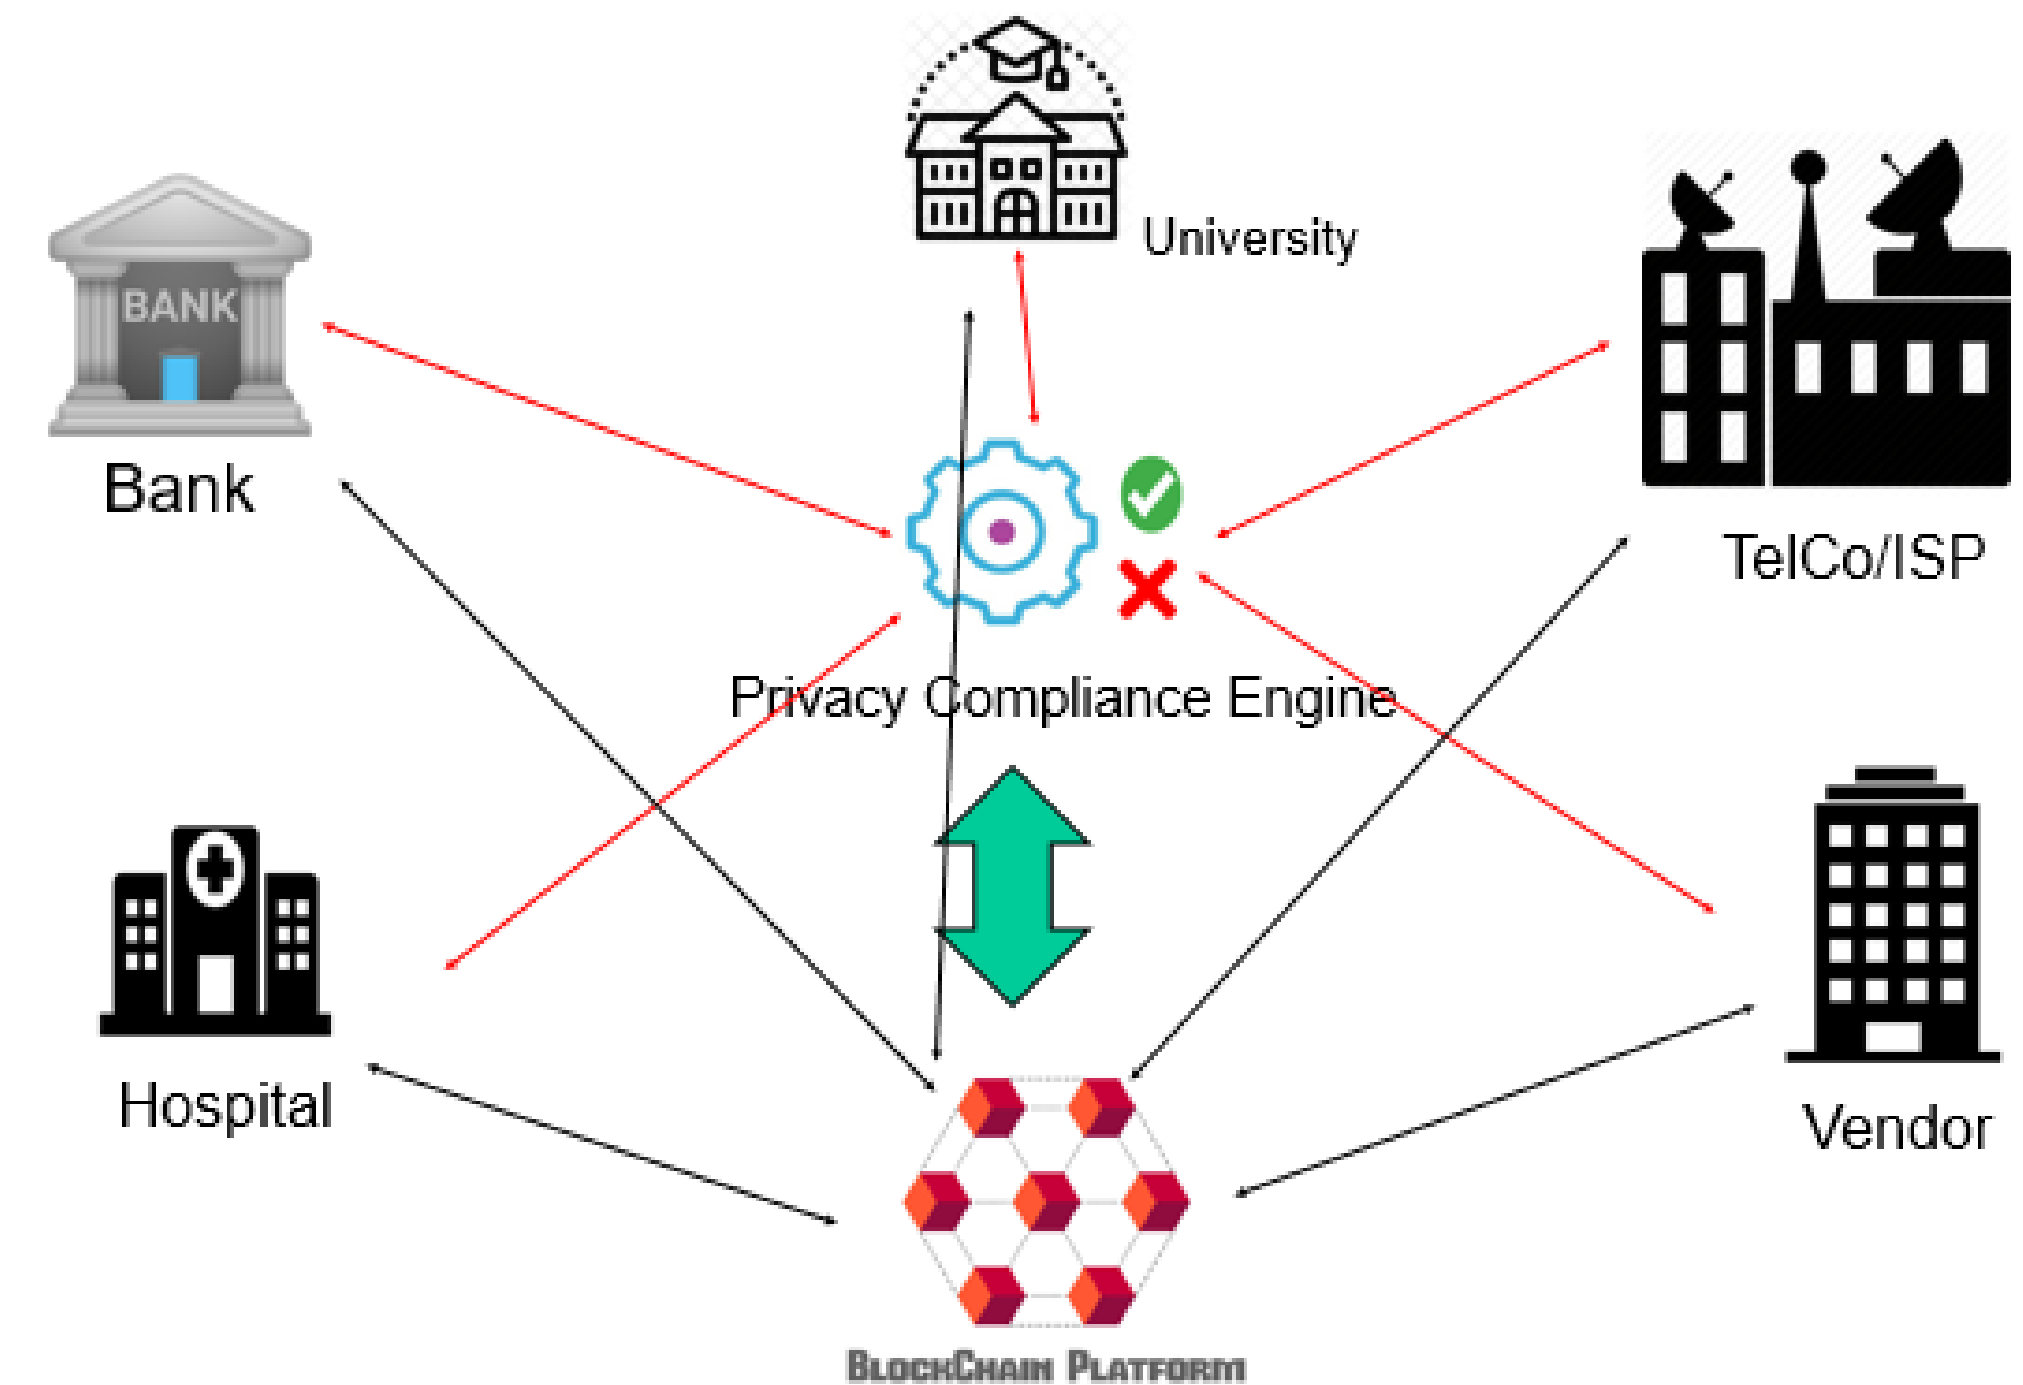 University
BANK
Bank
TelCo/ISP
Privacy Compliance Engine
Hospital
Vendor
BLOCKCHAIN PLATFORM